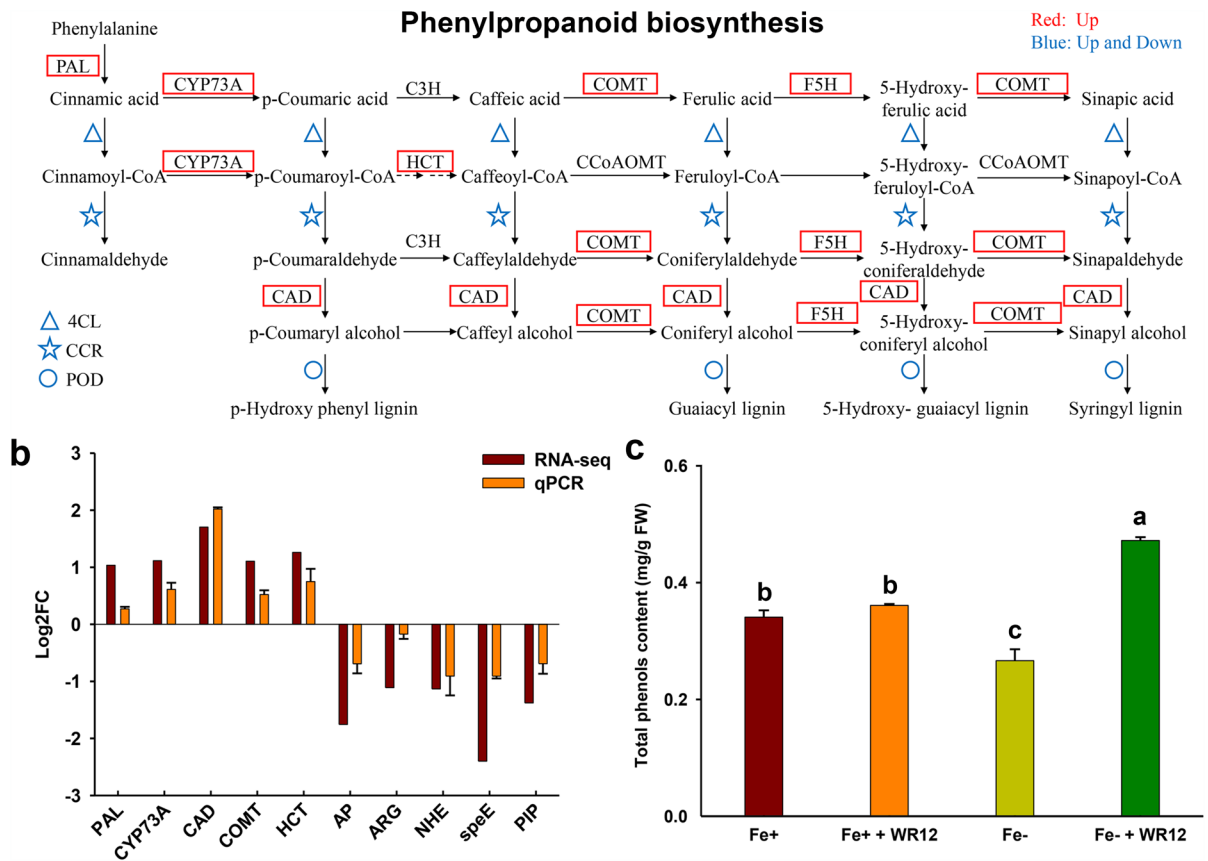 Phenylpropanoid biosynthesis
Red: Up
Blue: Up and Down
Phenylalanine
PAL
CYP73A
C3H
COMT
F5H
COMT
Cinnamic acid
p-Coumaric acid
Caffeic acid
Ferulic acid
5-Hydroxy-
ferulic acid
Sinapic acid
CYP73A
HCT
CCoAOMT
CCoAOMT
Cinnamoyl-CoA
p-Coumaroyl-CoA
Caffeoyl-CoA
Feruloyl-CoA
5-Hydroxy-
feruloyl-CoA
Sinapoyl-CoA
C3H
COMT
F5H
COMT
Cinnamaldehyde
p-Coumaraldehyde
Caffeylaldehyde
Coniferylaldehyde
5-Hydroxy-
coniferaldehyde
Sinapaldehyde
CAD
CAD
CAD
CAD
CAD
4CL
COMT
F5H
COMT
p-Coumaryl alcohol
Caffeyl alcohol
Coniferyl alcohol
5-Hydroxy-
coniferyl alcohol
Sinapyl alcohol
CCR
POD
p-Hydroxy phenyl lignin
Guaiacyl lignin
5-Hydroxy- guaiacyl lignin
Syringyl lignin
b
RNA-seq
qPCR
Log2FC
3
2
1
0
-1
-2
-3
PAL
CYP73A
CAD
COMT
HCT
AP
ARG
NHE
speE
PIP
c
Total phenols content (mg/g FW)
0.6
0.4
0.2
0.0
b
b
c
a
Fe+
Fe+ + WR12
Fe-
Fe- + WR12